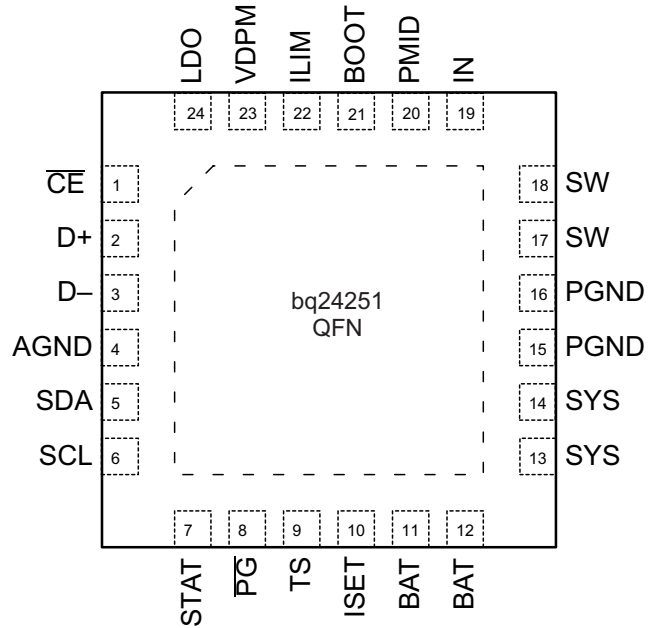 LDO
VDPM
ILIM
BOOT
PMID
IN
24
23
22
21
20
19
CE
1
18
SW
D+
2
17
SW
D–
3
16
PGND
bq24251
QFN
AGND
4
15
PGND
SDA
5
14
SYS
SCL
6
13
SYS
7
8
9
10
11
12
STAT
PG
TS
ISET
BAT
BAT